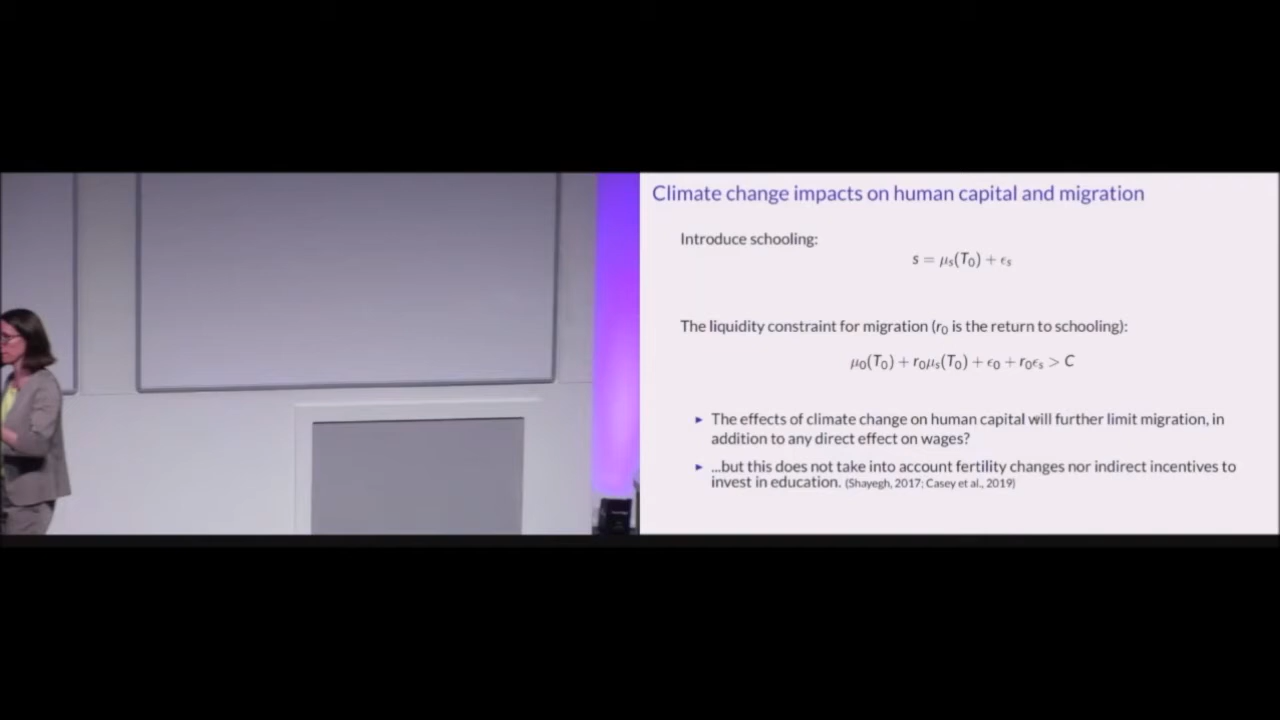 Climate change impacts on human capital and migration
Introduce schooling:
s = μₛ(T₀) + ϵₛ
The liquidity constraint for migration (r₀ is the return to schooling):
μ₀(T₀) + r₀μₛ(T₀) + ϵ₀ + r₀ϵₛ > C
▸ The effects of climate change on human capital will further limit migration, in
addition to any direct effect on wages?
▸ ...but this does not take into account fertility changes nor indirect incentives to
invest in education. (Shayegh, 2017; Casey et al., 2019)